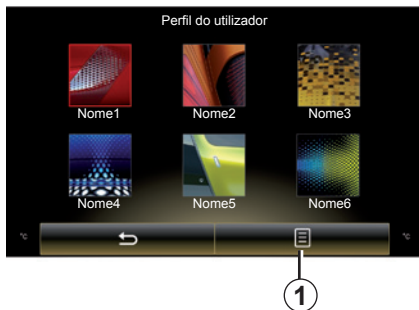 Perfil do utilizador
Nome1 Nome2 Nome3
Nome4 Nome5 Nome6
°C °C
1